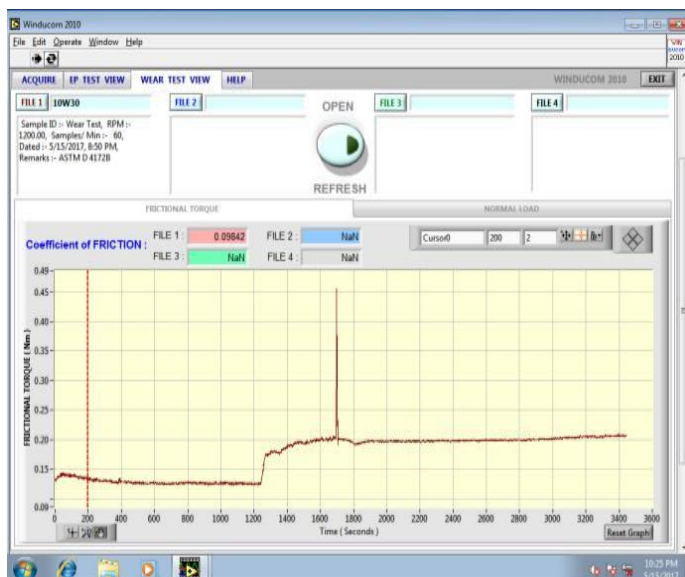 Winducom 2010
File Edit Operate Window Help
WIN
2010
ACQUIRE EP TEST VIEW WEAR TEST VIEW HELP WINDUCOM 2010 EXIT
FILE 1 10W30 FILE 2 OPEN FILE 3 FILE 4
Sample ID :- Wear Test, RPM :-
1200.00, Samples/ Min :- 60,
Dated :- 5/15/2017, 8:50 PM,
Remarks :- ASTM D 4172B
REFRESH
FRICTIONAL TORQUE NORMAL LOAD
Coefficient of FRICTION : FILE 1 : 0.09842 FILE 2 : NaN Cursor0 200 2
FILE 3 : NaN FILE 4 : NaN
FRICTIONAL TORQUE ( Nm )
0.49
0.45
0.40
0.35
0.30
0.25
0.20
0.15
0.09
0 200 400 600 800 1000 1200 1400 1600 1800 2000 2200 2400 2600 2800 3000 3200 3400 3600
Time ( Seconds )
Reset Graph
10:25 PM
5/15/2017